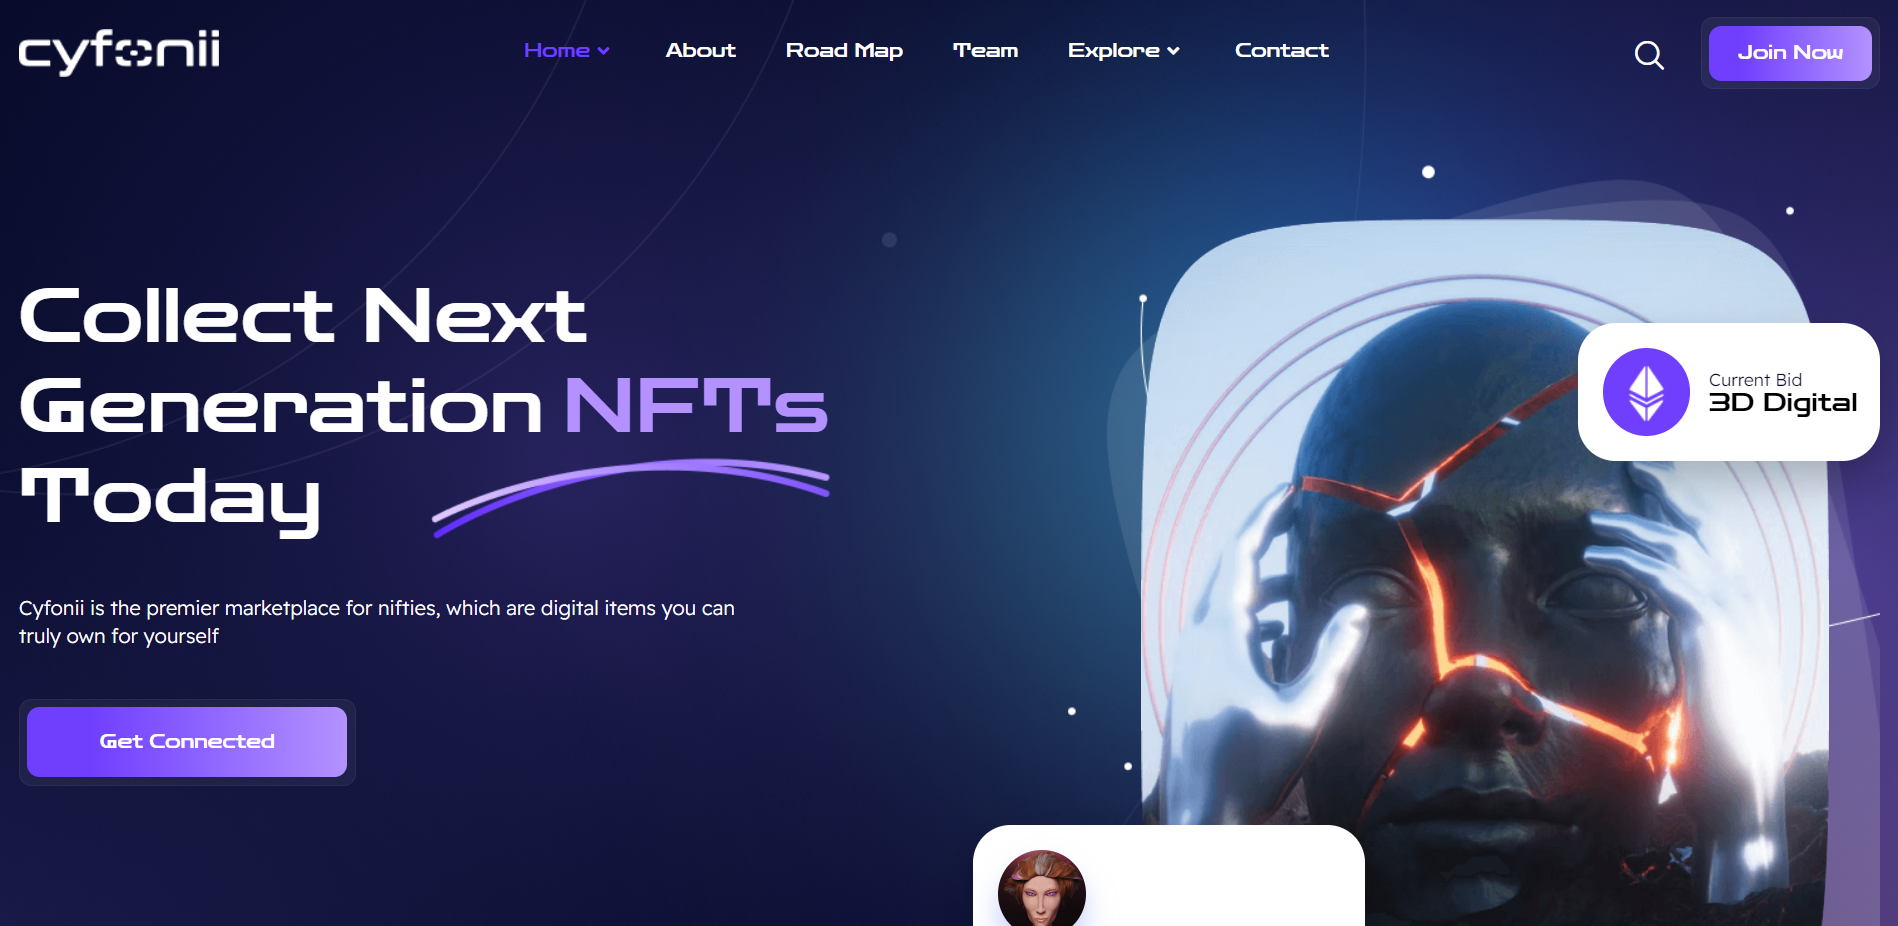 cyfonii
Home
About
Road Map
Team
Explore
Contact
Join Now
Collect Next
Generation NFTs
Today
Current Bid
3D Digital
Cyfonii is the premier marketplace for nifties, which are digital items you can
truly own for yourself
Get Connected